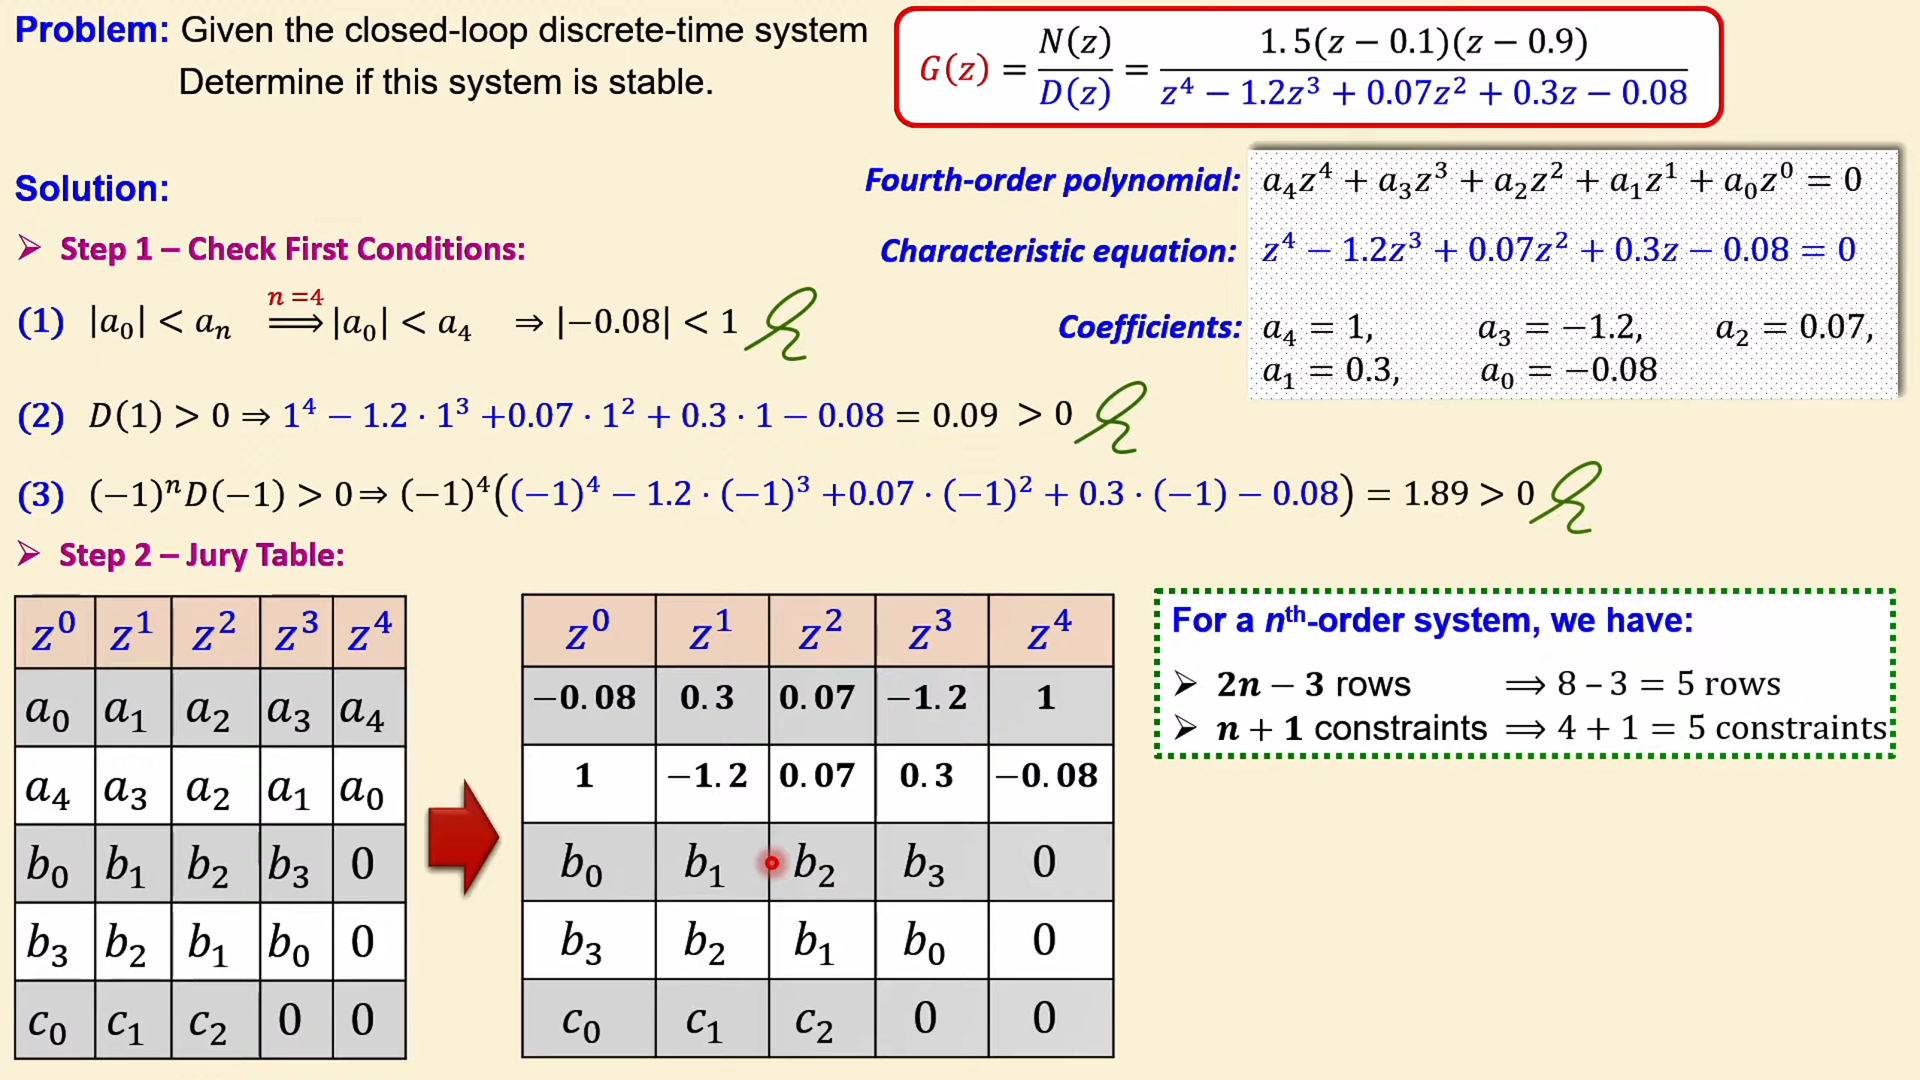 Problem: Given the closed-loop discrete-time system
Determine if this system is stable.
G(z) = N(z)/D(z) = 1.5(z − 0.1)(z − 0.9)/(z⁴ − 1.2z³ + 0.07z² + 0.3z − 0.08)
Solution:
Fourth-order polynomial: a₄z⁴ + a₃z³ + a₂z² + a₁z¹ + a₀z⁰ = 0
➢ Step 1 – Check First Conditions:
Characteristic equation: z⁴ − 1.2z³ + 0.07z² + 0.3z − 0.08 = 0
(1) |a₀| < aₙ ⟹ (n =4) |a₀| < a₄ ⇒ |−0.08| < 1
Coefficients: a₄ = 1, a₃ = −1.2, a₂ = 0.07,
a₁ = 0.3, a₀ = −0.08
(2) D(1) > 0 ⇒ 1⁴ − 1.2 · 1³ +0.07 · 1² + 0.3 · 1 − 0.08 = 0.09 > 0
(3) (−1)ⁿD(−1) > 0 ⇒ (−1)⁴((−1)⁴ − 1.2 · (−1)³ +0.07 · (−1)² + 0.3 · (−1) − 0.08) = 1.89 > 0
➢ Step 2 – Jury Table:
z⁰ z¹ z² z³ z⁴
a₀ a₁ a₂ a₃ a₄
a₄ a₃ a₂ a₁ a₀
b₀ b₁ b₂ b₃ 0
b₃ b₂ b₁ b₀ 0
c₀ c₁ c₂ 0 0
z⁰ z¹ z² z³ z⁴
−0.08 0.3 0.07 −1.2 1
1 −1.2 0.07 0.3 −0.08
b₀ b₁ b₂ b₃ 0
b₃ b₂ b₁ b₀ 0
c₀ c₁ c₂ 0 0
For a nᵗʰ-order system, we have:
➢ 2n − 3 rows ⟹ 8 – 3 = 5 rows
➢ n + 1 constraints ⟹ 4 + 1 = 5 constraints